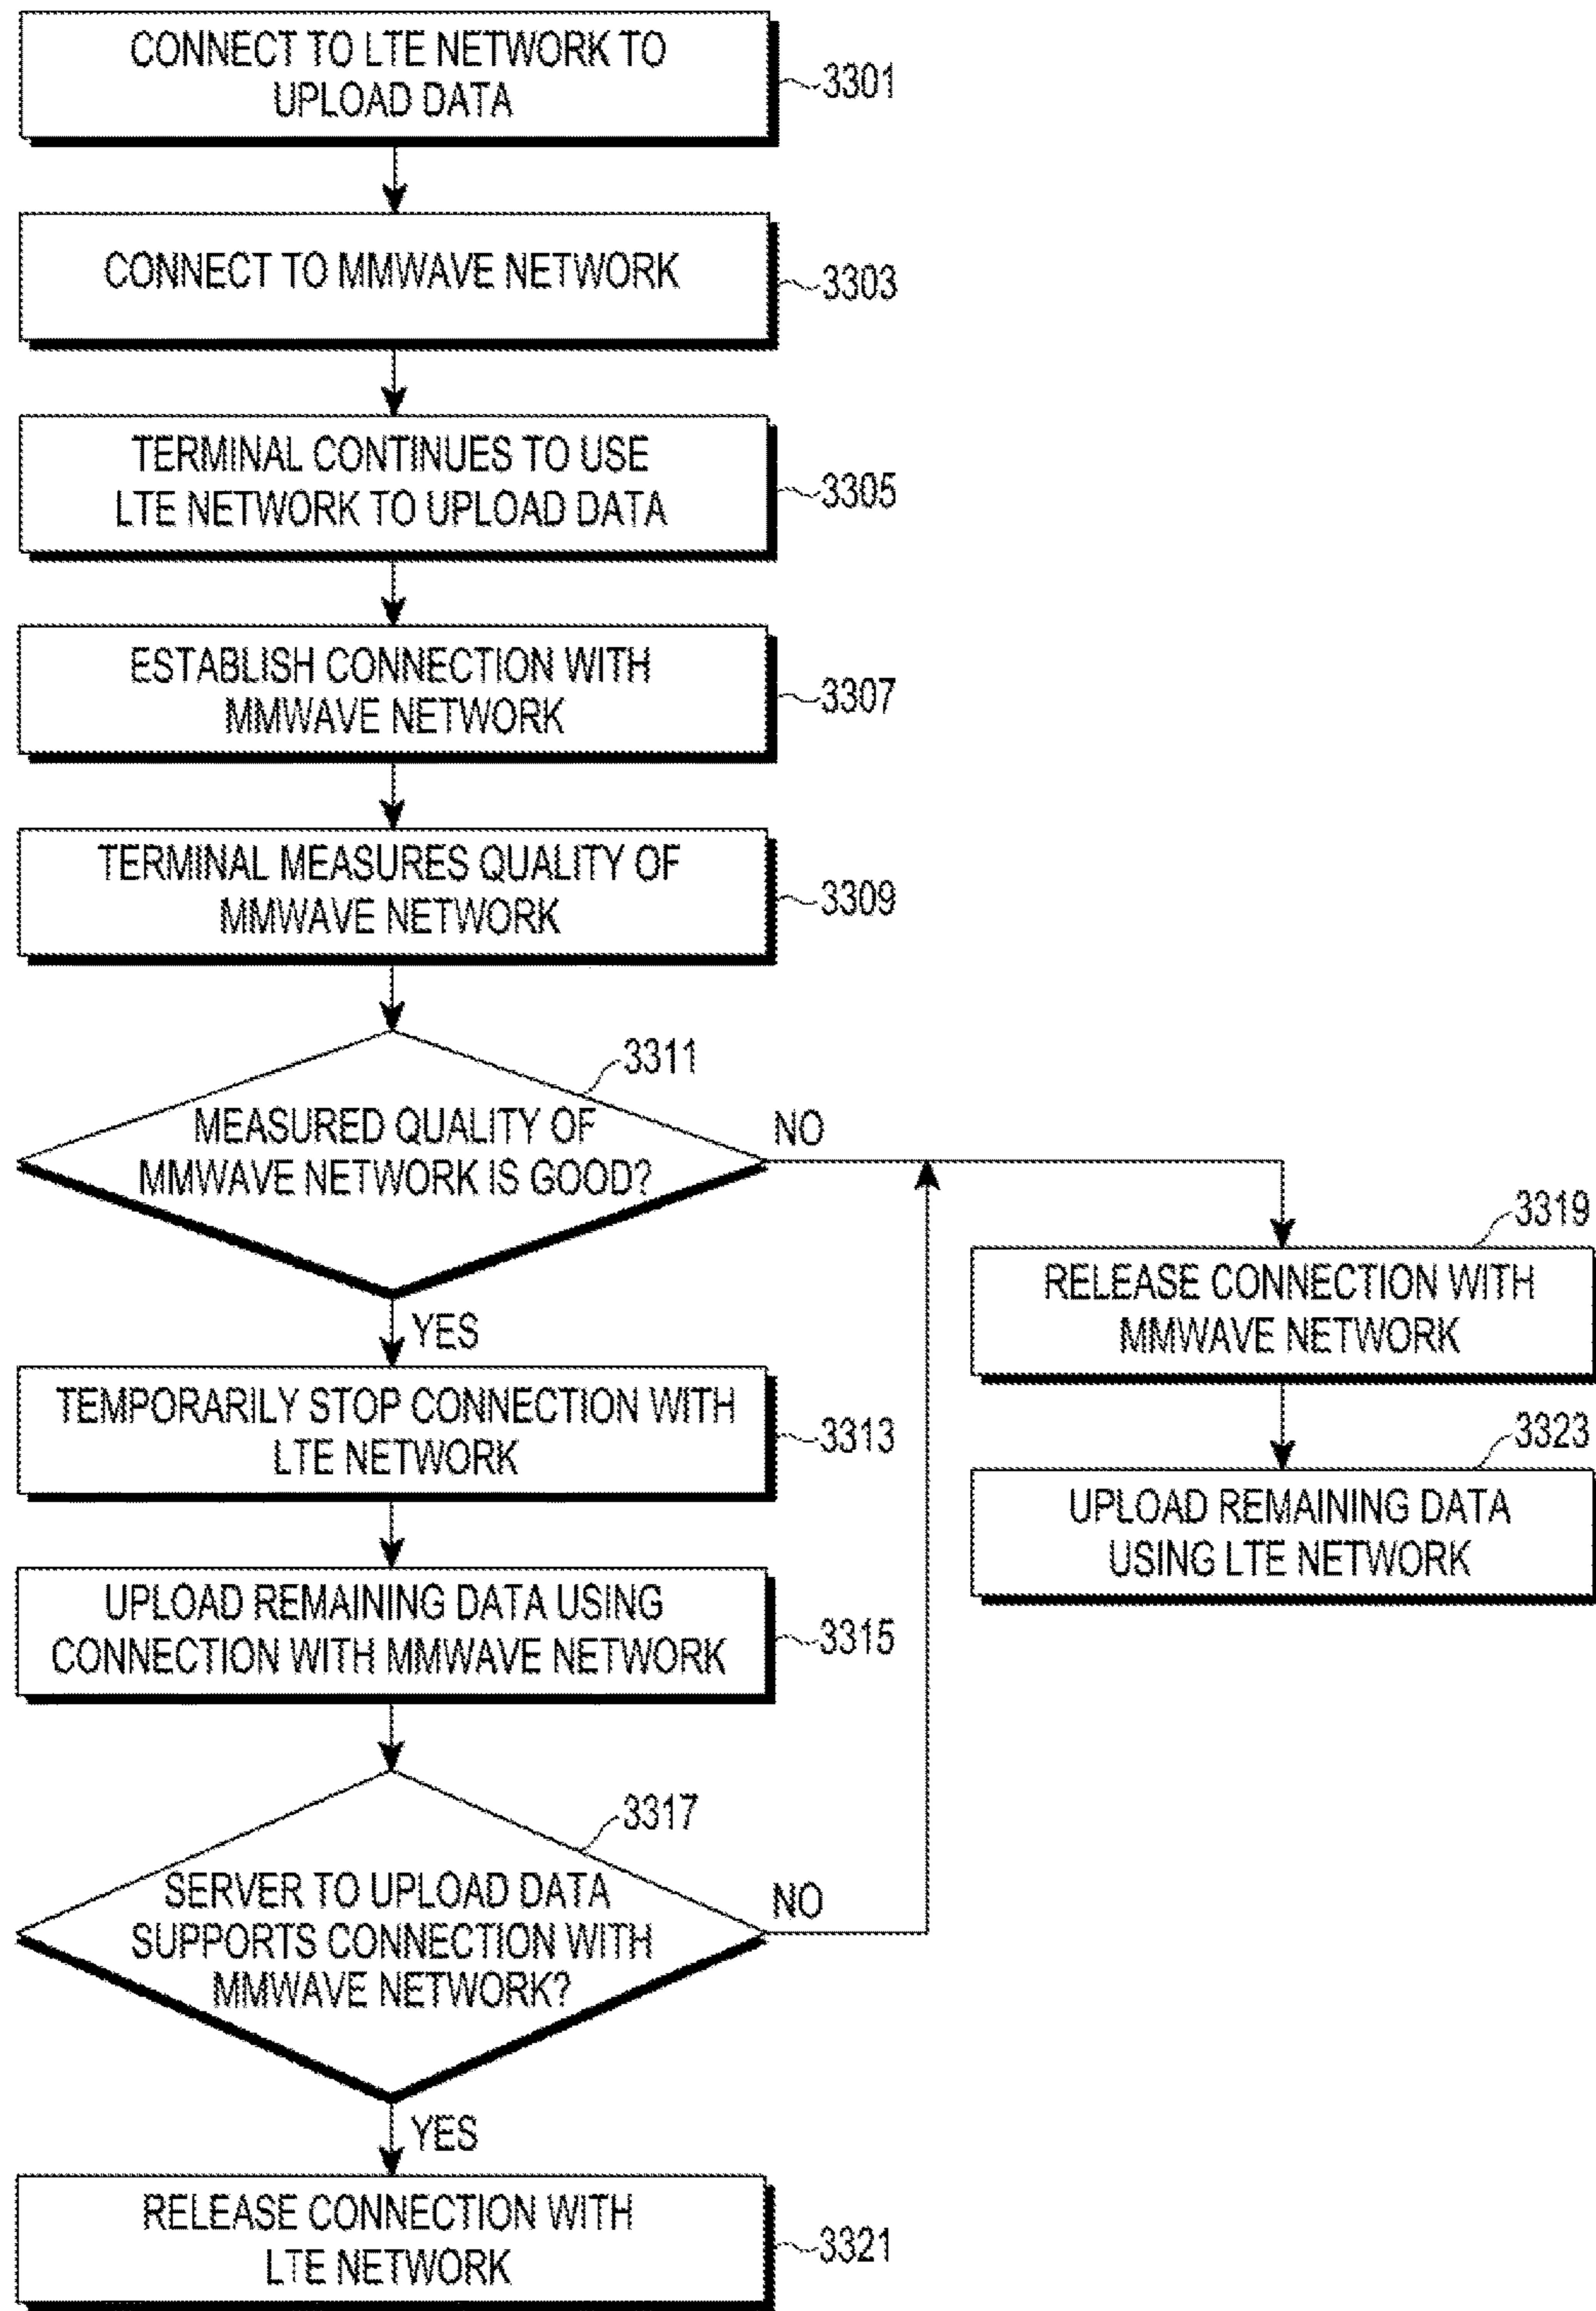 CONNECT TO LTE NETWORK TO
UPLOAD DATA
3301
CONNECT TO MMWAVE NETWORK
3303
TERMINAL CONTINUES TO USE
LTE NETWORK TO UPLOAD DATA
3305
ESTABLISH CONNECTION WITH
MMWAVE NETWORK
3307
TERMINAL MEASURES QUALITY OF
MMWAVE NETWORK
3309
3311
MEASURED QUALITY OF
MMWAVE NETWORK IS GOOD?
NO
YES
3319
RELEASE CONNECTION WITH
MMWAVE NETWORK
3323
UPLOAD REMAINING DATA
USING LTE NETWORK
TEMPORARILY STOP CONNECTION WITH
LTE NETWORK
3313
UPLOAD REMAINING DATA USING
CONNECTION WITH MMWAVE NETWORK
3315
3317
SERVER TO UPLOAD DATA
SUPPORTS CONNECTION WITH
MMWAVE NETWORK?
NO
YES
RELEASE CONNECTION WITH
LTE NETWORK
3321